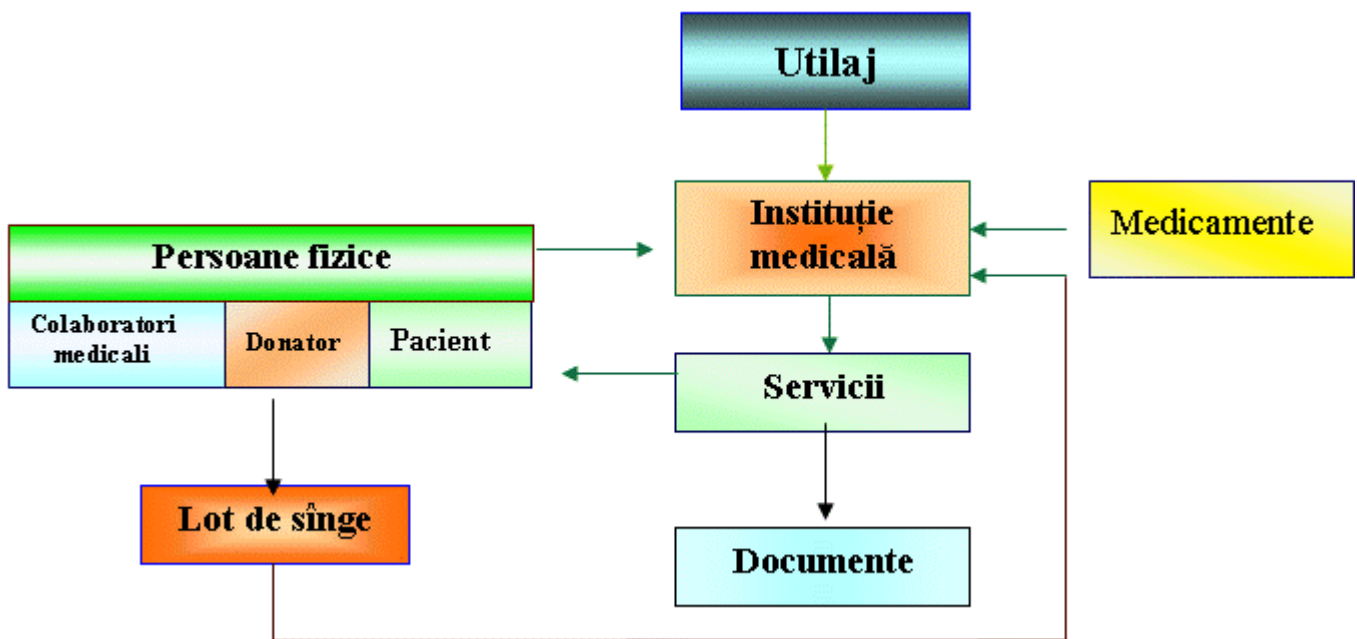 Utilaj
Instituție
medicală
Medicamente
Persoane fizice
Colaboratori
medicali
Donator
Pacient
Servicii
Lot de sînge
Documente